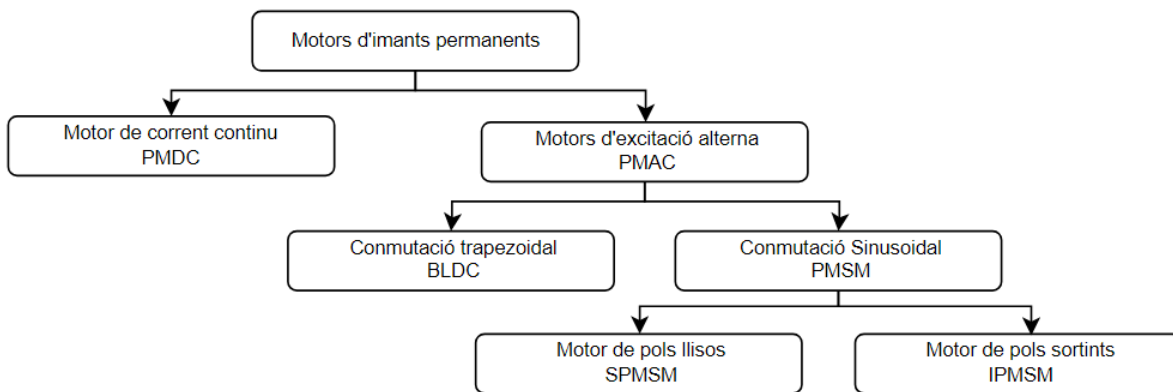 Motors d'imants permanents
Motor de corrent continu
PMDC
Motors d'excitació alterna
PMAC
Conmutació trapezoidal
BLDC
Conmutació Sinusoidal
PMSM
Motor de pols llisos
SPMSM
Motor de pols sortints
IPMSM